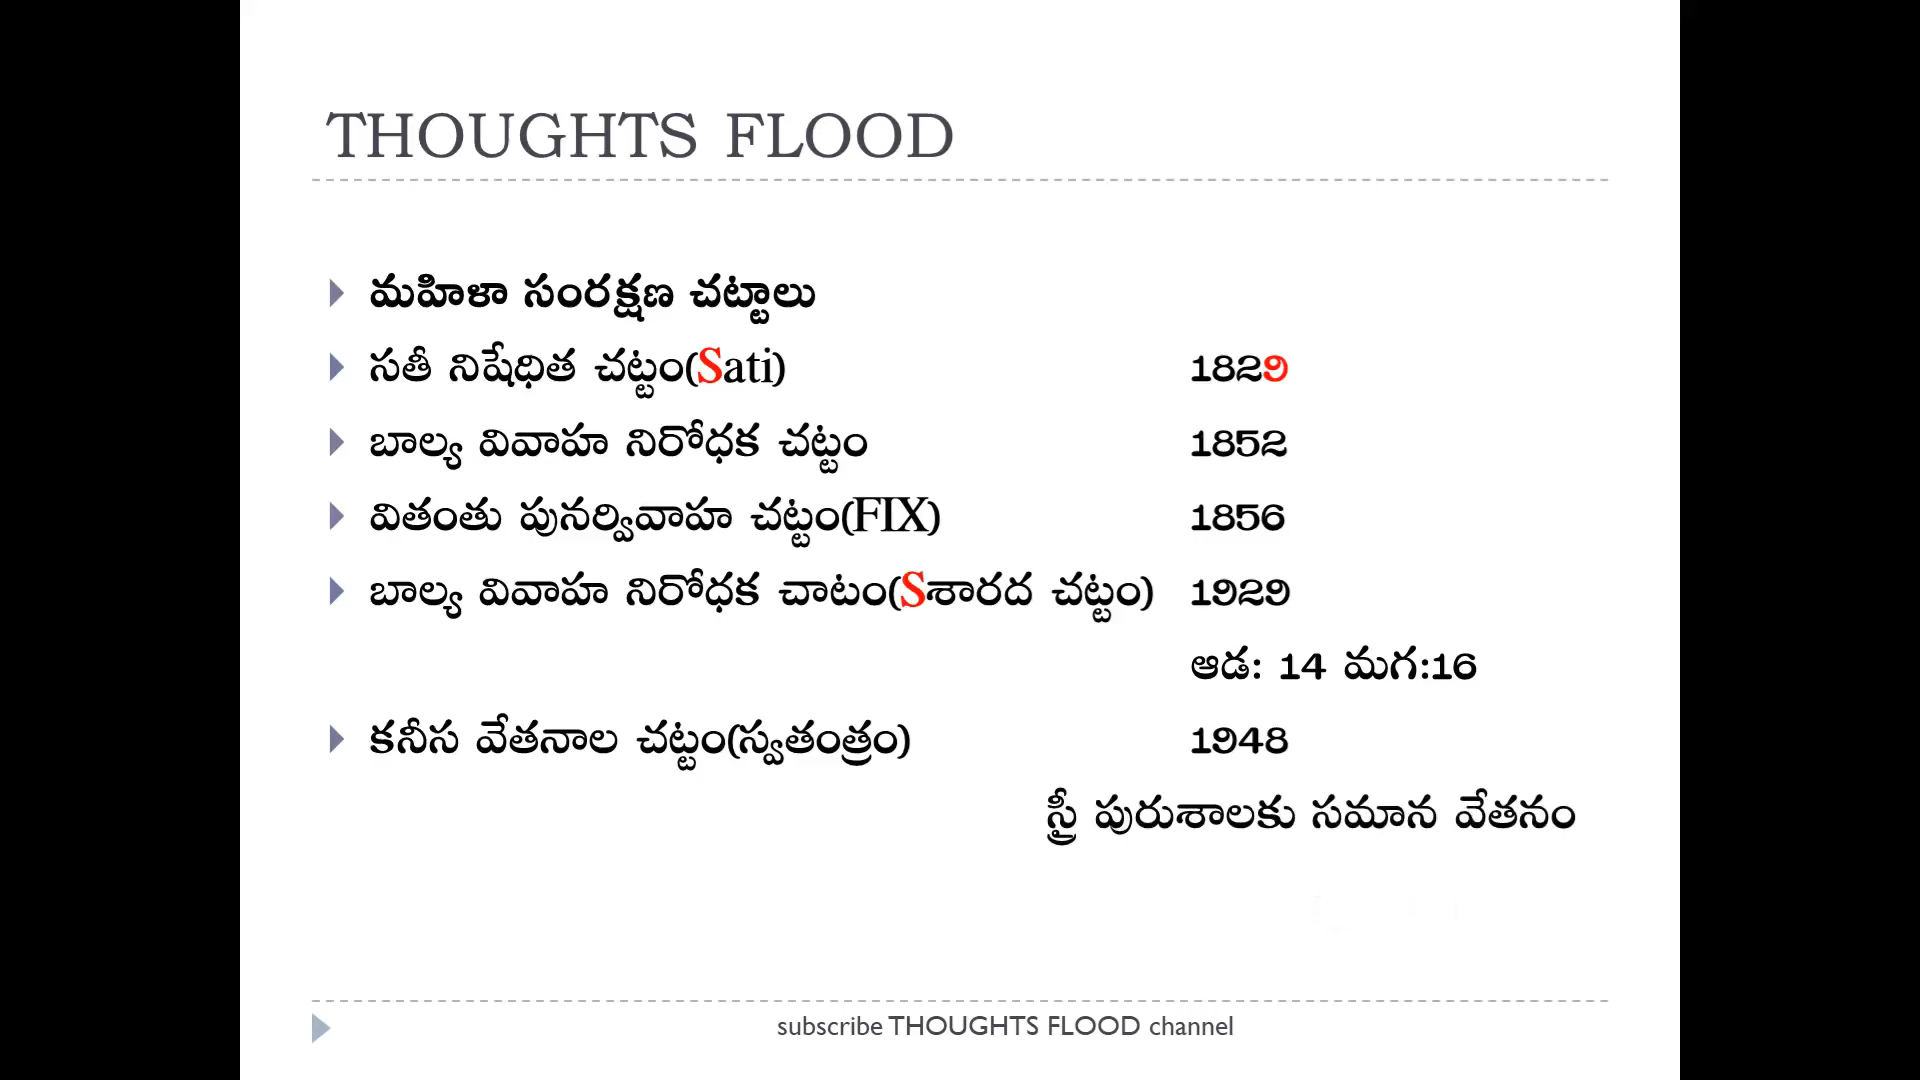 THOUGHTS FLOOD
మహిళా సంరక్షణ చట్టాలు
సతీ నిషేధిత చట్టం(Sati) 1829
బాల్య వివాహ నిరోధక చట్టం 1852
వితంతు పునర్వివాహ చట్టం(FIX) 1856
బాల్య వివాహ నిరోధక చాటం(Sశారద చట్టం) 1929
ఆడ: 14 మగ:16
కనీస వేతనాల చట్టం(స్వతంత్రం) 1948
స్త్రీ పురుశాలకు సమాన వేతనం
subscribe THOUGHTS FLOOD channel